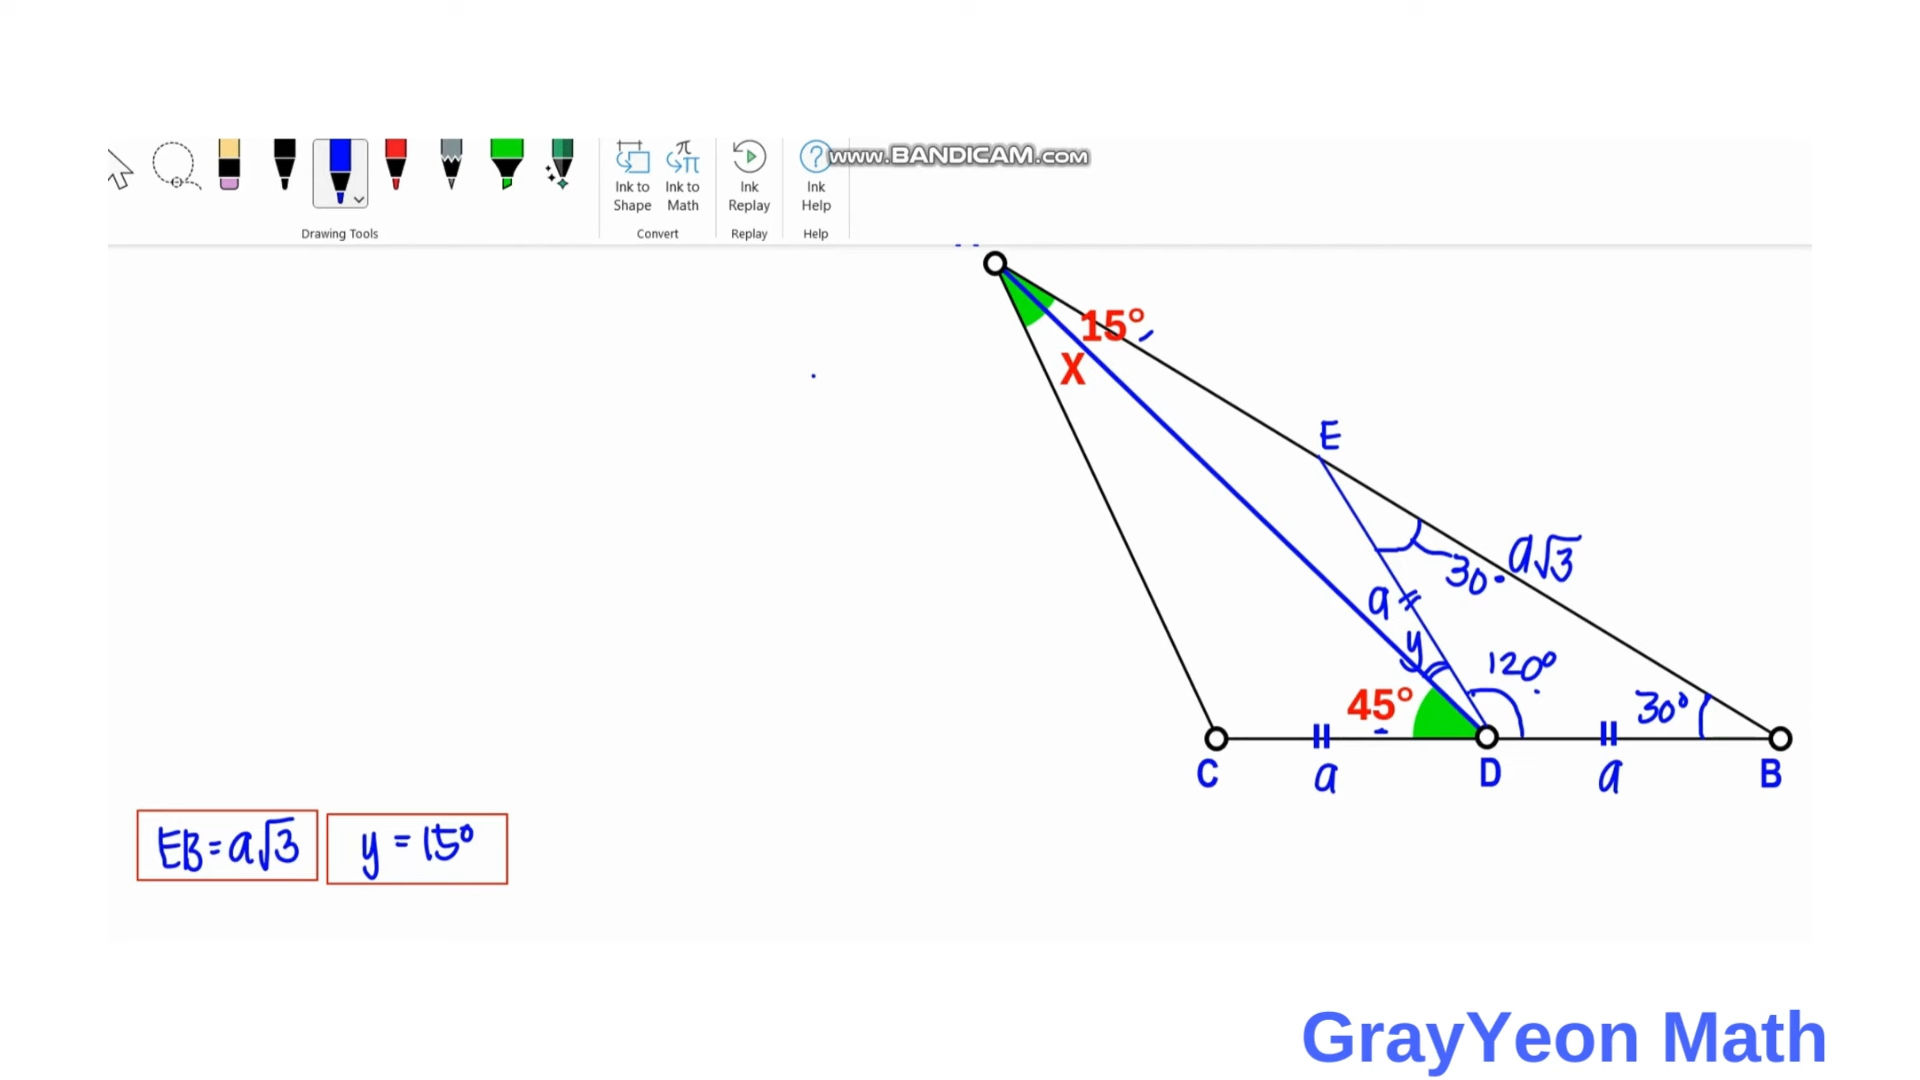 www.BANDICAM.com
Ink to Shape
Ink to Math
Ink Replay
Ink Help
Drawing Tools
Convert
Replay
Help
15°
X
E
a√3
30
a
y
120°
45°
30°
C
D
B
a
a
EB=a√3
y=15°
GrayYeon Math